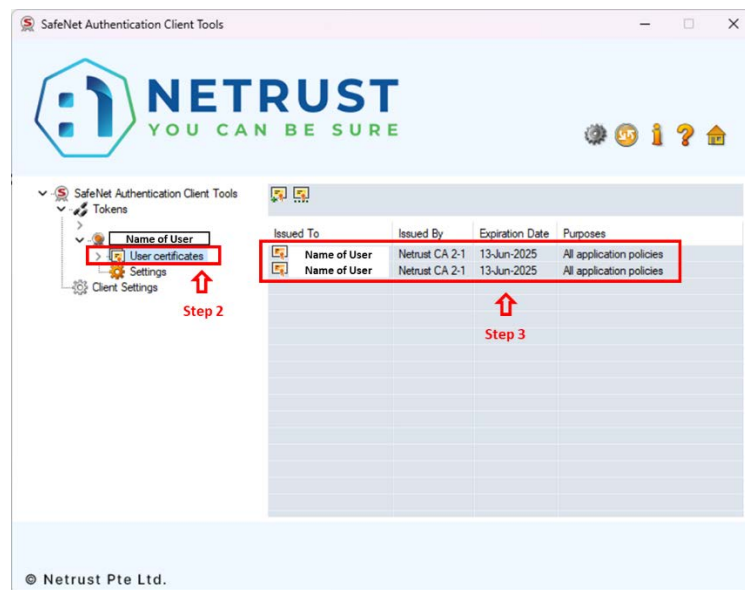 SafeNet Authentication Client Tools
NETRUST
YOU CAN BE SURE
SafeNet Authentication Client Tools
Tokens
Name of User
User certificates
Settings
Client Settings
Step 2
Issued To Issued By Expiration Date Purposes
Name of User Netrust CA 2-1 13-Jun-2025 All application policies
Name of User Netrust CA 2-1 13-Jun-2025 All application policies
Step 3
© Netrust Pte Ltd.